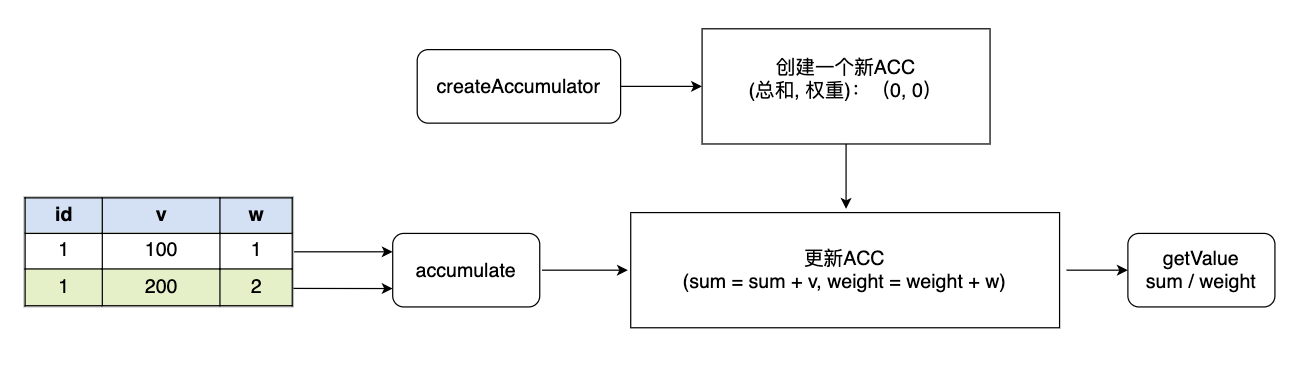 createAccumulator
创建一个新ACC
(总和, 权重)：（0, 0）
id v w
1 100 1
1 200 2
accumulate
更新ACC
(sum = sum + v, weight = weight + w)
getValue
sum / weight